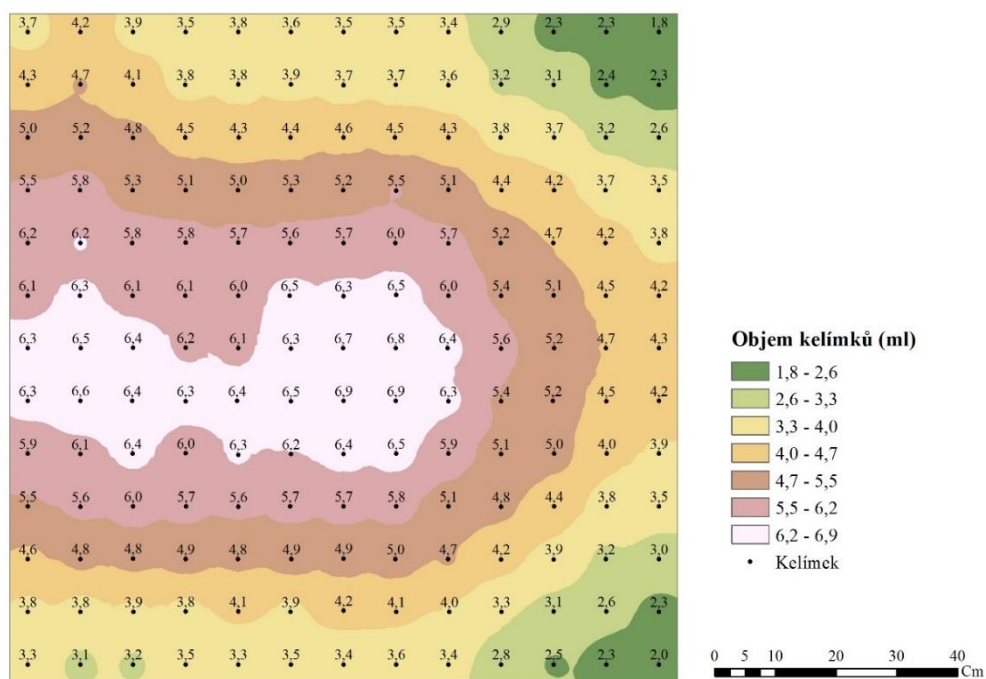 3,7 4,2 3,9 3,5 3,8 3,6 3,5 3,5 3,4 2,9 2,3 2,3 1,8
4,3 4,7 4,1 3,8 3,8 3,9 3,7 3,7 3,6 3,2 3,1 2,4 2,3
5,0 5,2 4,8 4,5 4,3 4,4 4,6 4,5 4,3 3,8 3,7 3,2 2,6
5,5 5,8 5,3 5,1 5,0 5,3 5,2 5,5 5,1 4,4 4,2 3,7 3,5
6,2 6,2 5,8 5,8 5,7 5,6 5,7 6,0 5,7 5,2 4,7 4,2 3,8
6,1 6,3 6,1 6,1 6,0 6,5 6,3 6,5 6,0 5,4 5,1 4,5 4,2
6,3 6,5 6,4 6,2 6,1 6,3 6,7 6,8 6,4 5,6 5,2 4,7 4,3
6,3 6,6 6,4 6,3 6,4 6,5 6,9 6,9 6,3 5,4 5,2 4,5 4,2
5,9 6,1 6,4 6,0 6,3 6,2 6,4 6,5 5,9 5,1 5,0 4,0 3,9
5,5 5,6 6,0 5,7 5,6 5,7 5,7 5,8 5,1 4,8 4,4 3,8 3,5
4,6 4,8 4,8 4,9 4,8 4,9 4,9 5,0 4,7 4,2 3,9 3,2 3,0
3,8 3,8 3,9 3,8 4,1 3,9 4,2 4,1 4,0 3,3 3,1 2,6 2,3
3,3 3,1 3,2 3,5 3,3 3,5 3,4 3,6 3,4 2,8 2,5 2,3 2,0
Objem kelímků (ml)
1,8 - 2,6
2,6 - 3,3
3,3 - 4,0
4,0 - 4,7
4,7 - 5,5
5,5 - 6,2
6,2 - 6,9
Kelímek
0 5 10 20 30 40
Cm